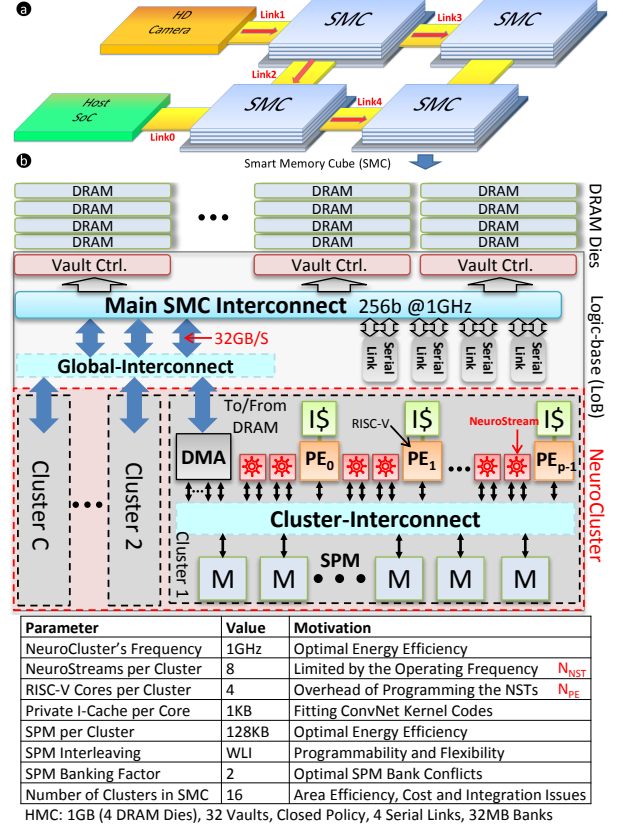 a
HD
Camera
Link1
SMC
Link3
SMC
Link2
Host
SoC
Link0
SMC
Link4
SMC
b
Smart Memory Cube (SMC)
DRAM DRAM DRAM
DRAM DRAM DRAM
DRAM ... DRAM DRAM
DRAM DRAM DRAM
DRAM Dies
Vault Ctrl. Vault Ctrl. Vault Ctrl.
Main SMC Interconnect 256b @1GHz
32GB/S
Serial Link Serial Link Serial Link Serial Link
Logic-base (LoB)
Global-Interconnect
To/From
DRAM
I$ I$ I$
RISC-V
NeuroStream
DMA PE0 PE1 ... PEp-1
NeuroCluster
Cluster C ... Cluster 2
Cluster-Interconnect
Cluster 1
SPM
M M ... M M M
Parameter Value Motivation
NeuroCluster's Frequency 1GHz Optimal Energy Efficiency
NeuroStreams per Cluster 8 Limited by the Operating Frequency N_NST
RISC-V Cores per Cluster 4 Overhead of Programming the NSTs N_PE
Private I-Cache per Core 1KB Fitting ConvNet Kernel Codes
SPM per Cluster 128KB Optimal Energy Efficiency
SPM Interleaving WLI Programmability and Flexibility
SPM Banking Factor 2 Optimal SPM Bank Conflicts
Number of Clusters in SMC 16 Area Efficiency, Cost and Integration Issues
HMC: 1GB (4 DRAM Dies), 32 Vaults, Closed Policy, 4 Serial Links, 32MB Banks